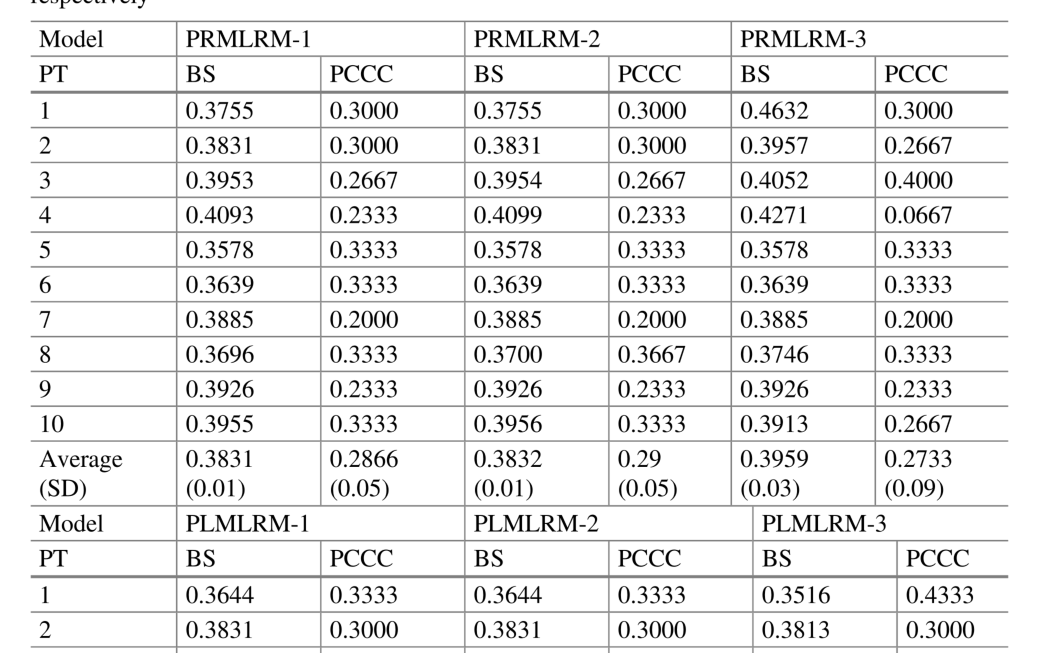 respectively
Model PRMLRM-1 PRMLRM-2 PRMLRM-3
PT BS PCCC BS PCCC BS PCCC
1 0.3755 0.3000 0.3755 0.3000 0.4632 0.3000
2 0.3831 0.3000 0.3831 0.3000 0.3957 0.2667
3 0.3953 0.2667 0.3954 0.2667 0.4052 0.4000
4 0.4093 0.2333 0.4099 0.2333 0.4271 0.0667
5 0.3578 0.3333 0.3578 0.3333 0.3578 0.3333
6 0.3639 0.3333 0.3639 0.3333 0.3639 0.3333
7 0.3885 0.2000 0.3885 0.2000 0.3885 0.2000
8 0.3696 0.3333 0.3700 0.3667 0.3746 0.3333
9 0.3926 0.2333 0.3926 0.2333 0.3926 0.2333
10 0.3955 0.3333 0.3956 0.3333 0.3913 0.2667
Average 0.3831 0.2866 0.3832 0.29 0.3959 0.2733
(SD) (0.01) (0.05) (0.01) (0.05) (0.03) (0.09)
Model PLMLRM-1 PLMLRM-2 PLMLRM-3
PT BS PCCC BS PCCC BS PCCC
1 0.3644 0.3333 0.3644 0.3333 0.3516 0.4333
2 0.3831 0.3000 0.3831 0.3000 0.3813 0.3000